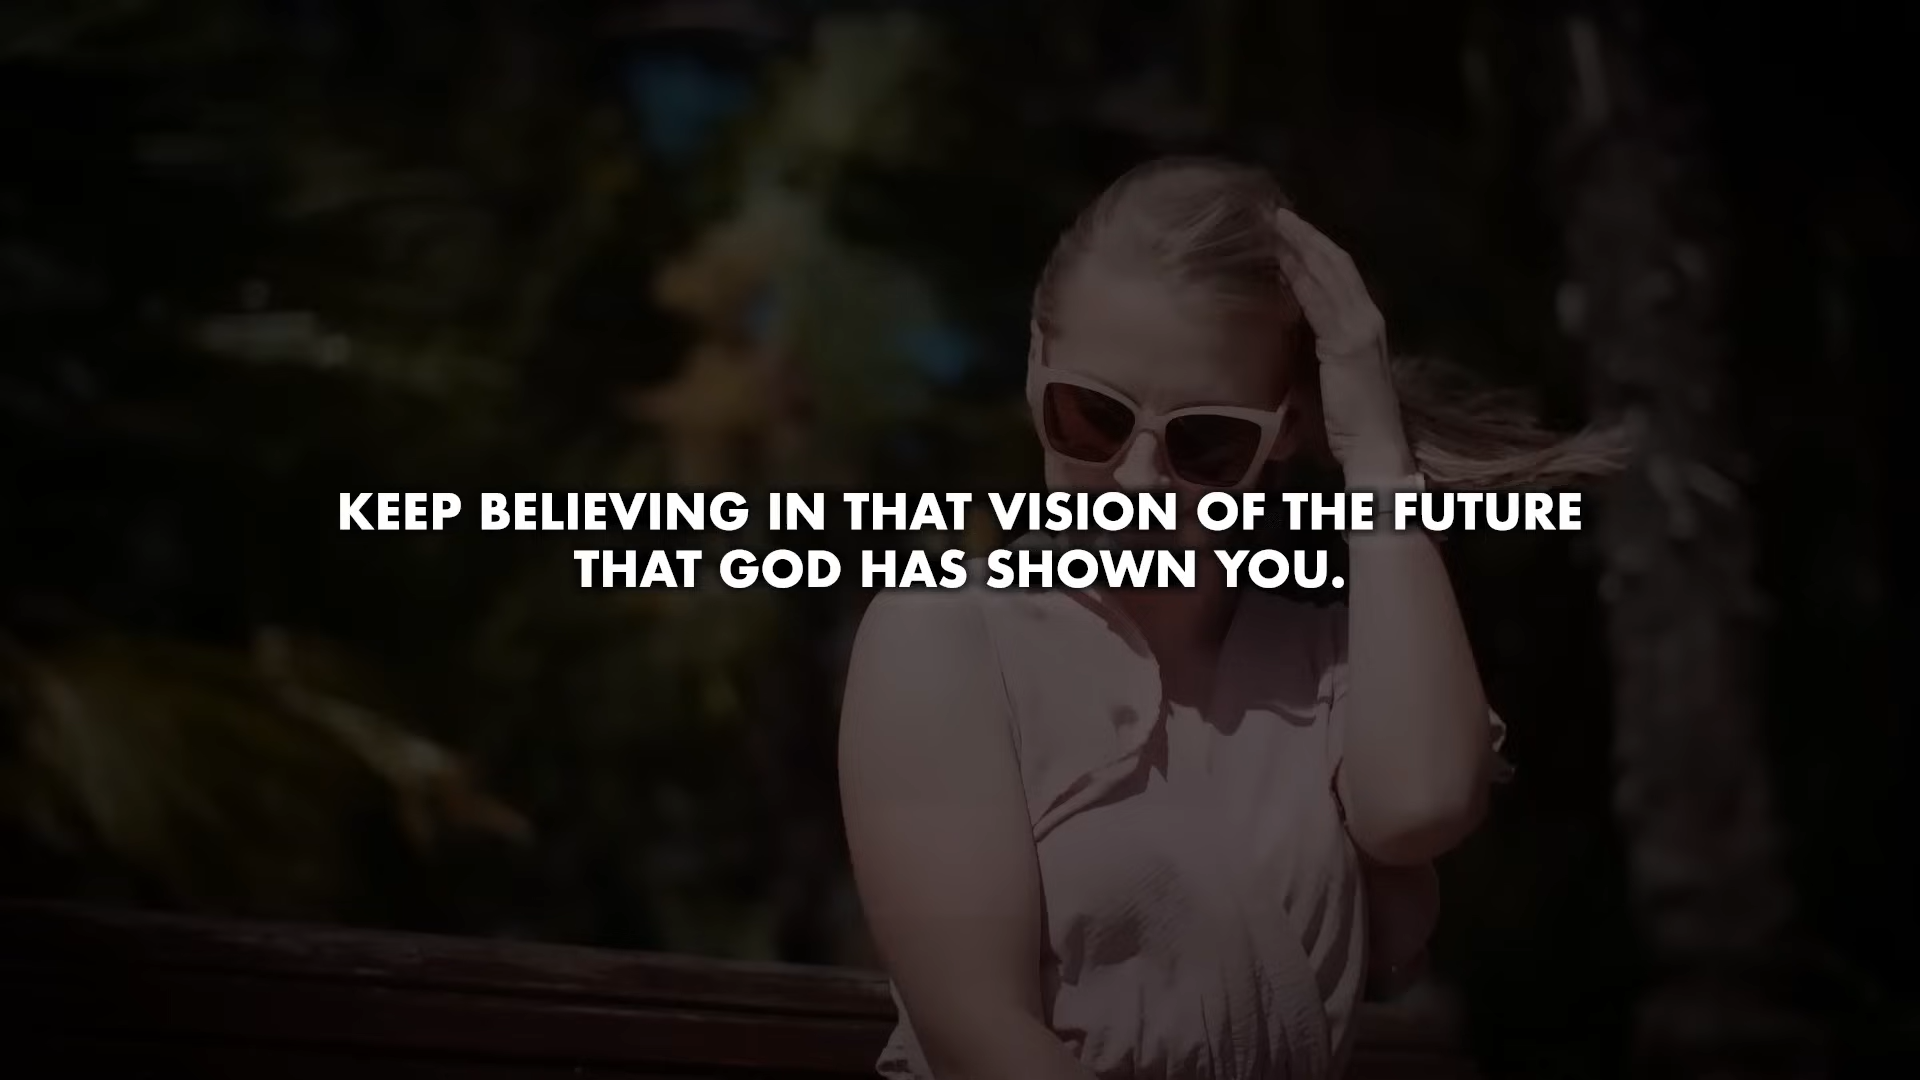 KEEP BELIEVING IN THAT VISION OF THE FUTURE
THAT GOD HAS SHOWN YOU.